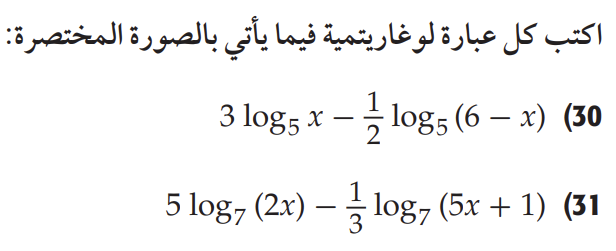 اكتب كل عبارة لوغاريتمية فيما يأتي بالصورة المختصرة:
(30 3 log₅ x − 1/2 log₅ (6 − x)
(31 5 log₇ (2x) − 1/3 log₇ (5x + 1)